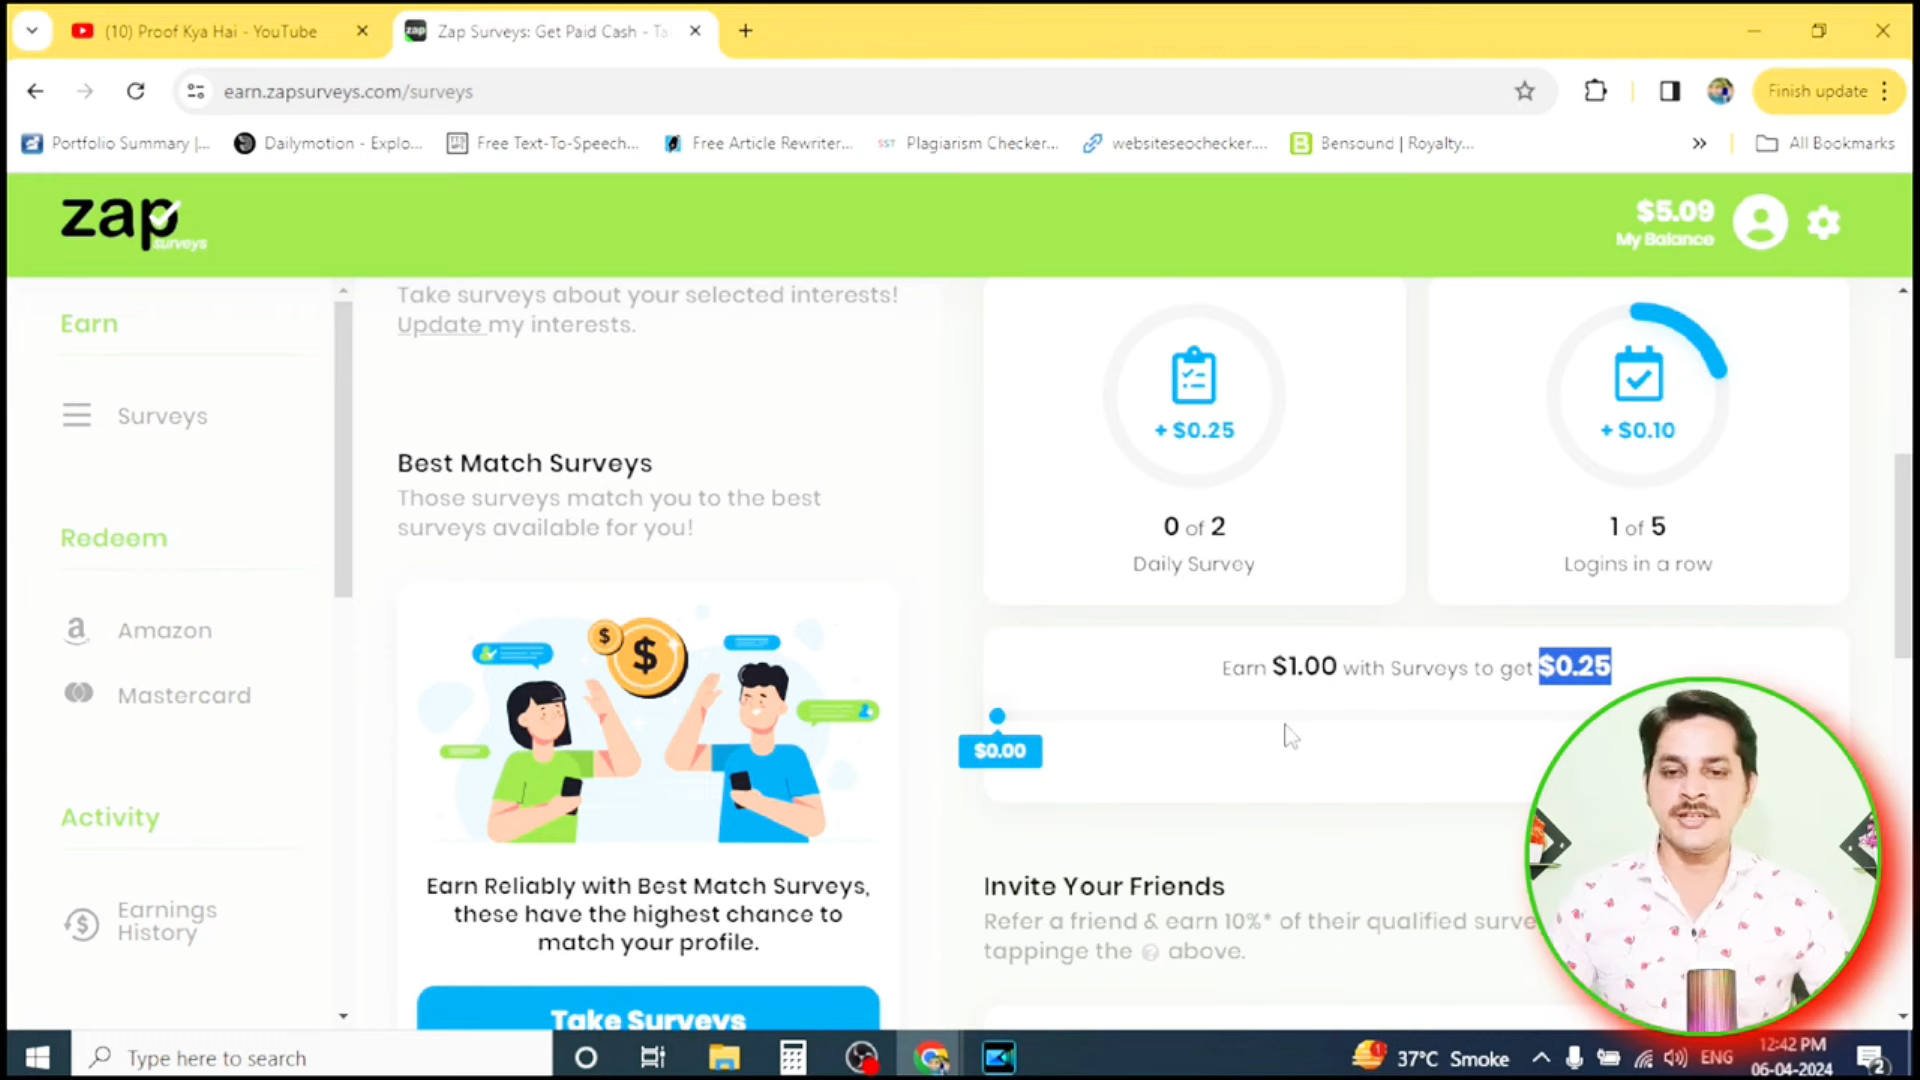 (10) Proof Kya Hai - YouTube
Zap Surveys: Get Paid Cash - Ta
earn.zapsurveys.com/surveys
Finish update
Portfolio Summary |...
Dailymotion - Explo...
Free Text-To-Speech...
Free Article Rewriter...
SST Plagiarism Checker...
websiteseochecker....
Bensound | Royalty...
All Bookmarks
zap surveys
$5.09
My Balance
Earn
Surveys
Redeem
Amazon
Mastercard
Activity
Earnings
History
Take surveys about your selected interests!
Update my interests.
Best Match Surveys
Those surveys match you to the best
surveys available for you!
Earn Reliably with Best Match Surveys,
these have the highest chance to
match your profile.
Take Surveys
+ $0.25
0 of 2
Daily Survey
+ $0.10
1 of 5
Logins in a row
Earn $1.00 with Surveys to get $0.25
$0.00
Invite Your Friends
Refer a friend & earn 10%* of their qualified surve
tappinge the ? above.
Type here to search
37°C Smoke
ENG
12:42 PM
06-04-2024
2